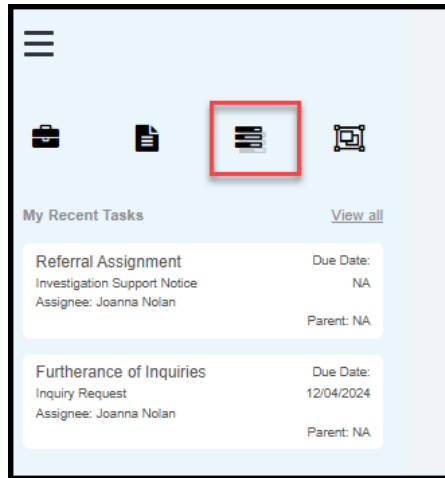 My Recent Tasks View all
Referral Assignment Due Date:
Investigation Support Notice NA
Assignee: Joanna Nolan
Parent: NA
Furtherance of Inquiries Due Date:
Inquiry Request 12/04/2024
Assignee: Joanna Nolan
Parent: NA